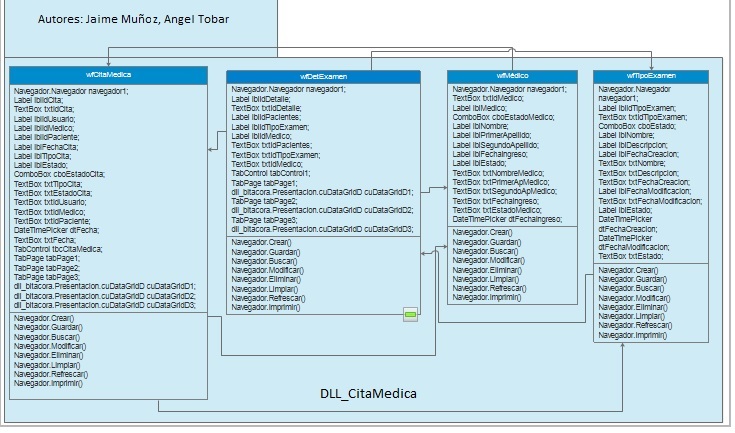 Autores: Jaime Muñoz, Angel Tobar
wfCitaMedica
Navegador.Navegador navegador1;
Label lblIdCita;
TextBox txtIdCita;
Label lblIdUsuario;
Label lblIdMedico;
Label lblIdPaciente;
Label lblFechaCita;
Label lblTipoCita;
Label lblEstado;
ComboBox cboEstadoCita;
TextBox txtTipoCita;
TextBox txtEstadoCita;
TextBox txtIdUsuario;
TextBox txtIdMedico;
TextBox txtIdPaciente;
DateTimePicker dtFecha;
TextBox txtFecha;
TabControl tbcCitaMedica;
TabPage tabPage1;
TabPage tabPage2;
TabPage tabPage3;
dll_bitacora.Presentacion.cuDataGridD cuDataGridD1;
dll_bitacora.Presentacion.cuDataGridD cuDataGridD2;
dll_bitacora.Presentacion.cuDataGridD cuDataGridD3;
Navegador.Crear()
Navegador.Guardar()
Navegador.Buscar()
Navegador.Modificar()
Navegador.Eliminar()
Navegador.Limpiar()
Navegador.Refrescar()
Navegador.Imprimir()
wfDetExamen
Navegador.Navegador navegador1;
Label lblIdDetalle;
TextBox txtIdDetalle;
Label lblIdPacientes;
Label lblIdTipoExamen;
Label lblIdMedico;
TextBox txtIdPacientes;
TextBox txtIdTipoExamen;
TextBox txtIdMedico;
TabControl tabControl1;
TabPage tabPage1;
dll_bitacora.Presentacion.cuDataGridD cuDataGridD1;
TabPage tabPage2;
dll_bitacora.Presentacion.cuDataGridD cuDataGridD2;
TabPage tabPage3;
dll_bitacora.Presentacion.cuDataGridD cuDataGridD3;
Navegador.Crear()
Navegador.Guardar()
Navegador.Buscar()
Navegador.Modificar()
Navegador.Eliminar()
Navegador.Limpiar()
Navegador.Refrescar()
Navegador.Imprimir()
wfMédico
Navegador.Navegador navegador1;
TextBox txtIdMedico;
Label lblMedico;
ComboBox cboEstadoMedico;
Label lblNombre;
Label lblPrimerApellido;
Label lblSegundoApellido;
Label lblFechaIngreso;
Label lblEstado;
TextBox txtNombreMedico;
TextBox txtPrimerApMedico;
TextBox txtSegundoApMedico;
TextBox txtFechaIngreso;
TextBox txtEstadoMedico;
DateTimePicker dtFechaIngreso;
Navegador.Crear()
Navegador.Guardar()
Navegador.Buscar()
Navegador.Modificar()
Navegador.Eliminar()
Navegador.Limpiar()
Navegador.Refrescar()
Navegador.Imprimir()
wfTipoExamen
Navegador.Navegador
navegador1;
Label lblIdTipoExamen;
TextBox txtIdTipoExamen;
ComboBox cboEstado;
Label lblNombre;
Label lblDescripcion;
Label lblFechaCreacion;
TextBox txtNombre;
TextBox txtDescripcion;
TextBox txtFechaCreacion;
Label lblFechaModificacion;
TextBox txtFechaModificacion;
Label lblEstado;
DateTimePicker
dtFechaCreacion;
DateTimePicker
dtFechaModificacion;
TextBox txtEstado;
Navegador.Crear()
Navegador.Guardar()
Navegador.Buscar()
Navegador.Modificar()
Navegador.Eliminar()
Navegador.Limpiar()
Navegador.Refrescar()
Navegador.Imprimir()
DLL_CitaMedica